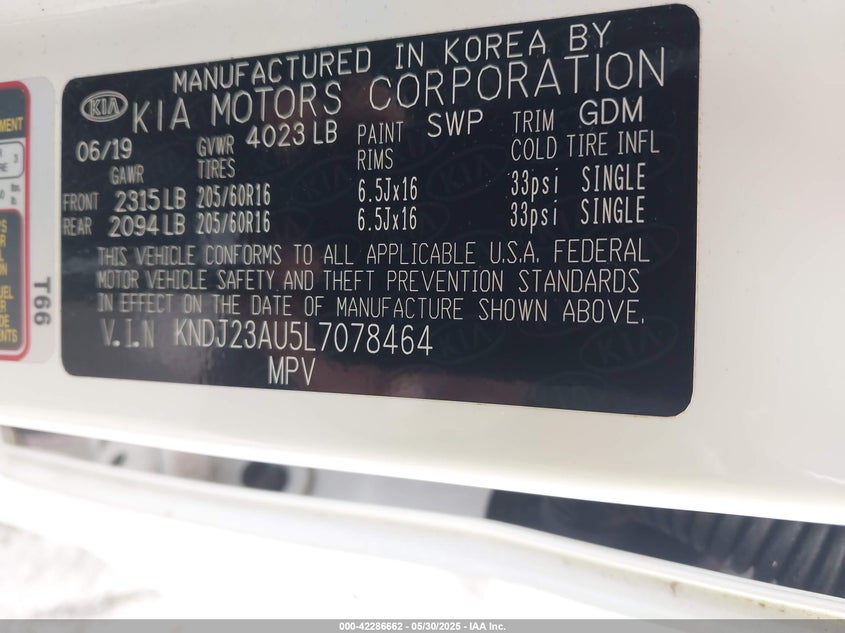 MANUFACTURED IN KOREA BY
KIA KIA MOTORS CORPORATION
06/19 GVWR 4023 LB PAINT SWP TRIM GDM
GAWR TIRES RIMS COLD TIRE INFL
FRONT 2315 LB 205/60R16 6.5Jx16 33psi SINGLE
REAR 2094 LB 205/60R16 6.5Jx16 33psi SINGLE
THIS VEHICLE CONFORMS TO ALL APPLICABLE U.S.A. FEDERAL
MOTOR VEHICLE SAFETY AND THEFT PREVENTION STANDARDS
IN EFFECT ON THE DATE OF MANUFACTURE SHOWN ABOVE.
V.I.N KNDJ23AU5L7078464
MPV
T66
000-42286662 — 05/30/2025 — IAA Inc.